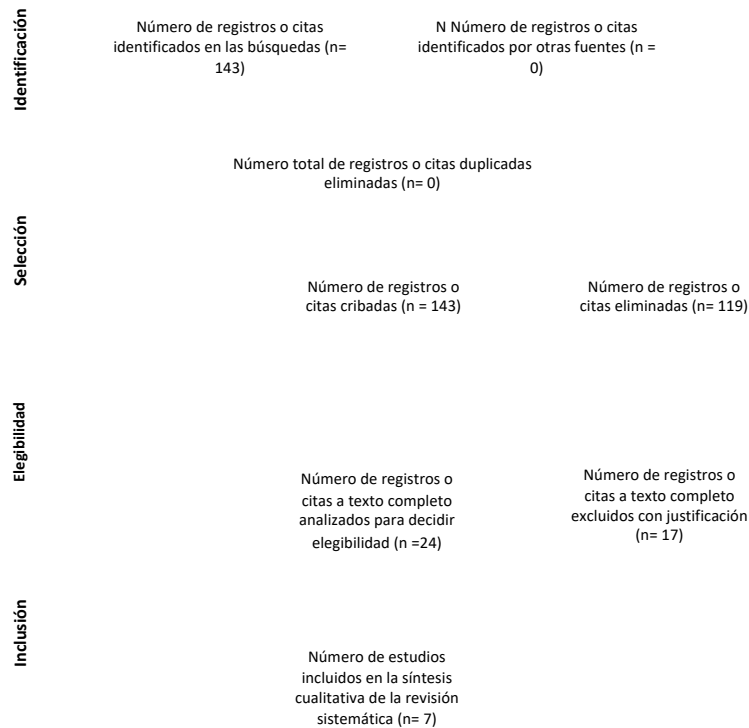 Identificación
Número de registros o citas
identificados en las búsquedas (n=
143)
N Número de registros o citas
identificados por otras fuentes (n =
0)
Número total de registros o citas duplicadas
eliminadas (n= 0)
Selección
Número de registros o
citas cribadas (n = 143)
Número de registros o
citas eliminadas (n= 119)
Elegibilidad
Número de registros o
citas a texto completo
analizados para decidir
elegibilidad (n =24)
Número de registros o
citas a texto completo
excluidos con justificación
(n= 17)
Inclusión
Número de estudios
incluidos en la síntesis
cualitativa de la revisión
sistemática (n= 7)